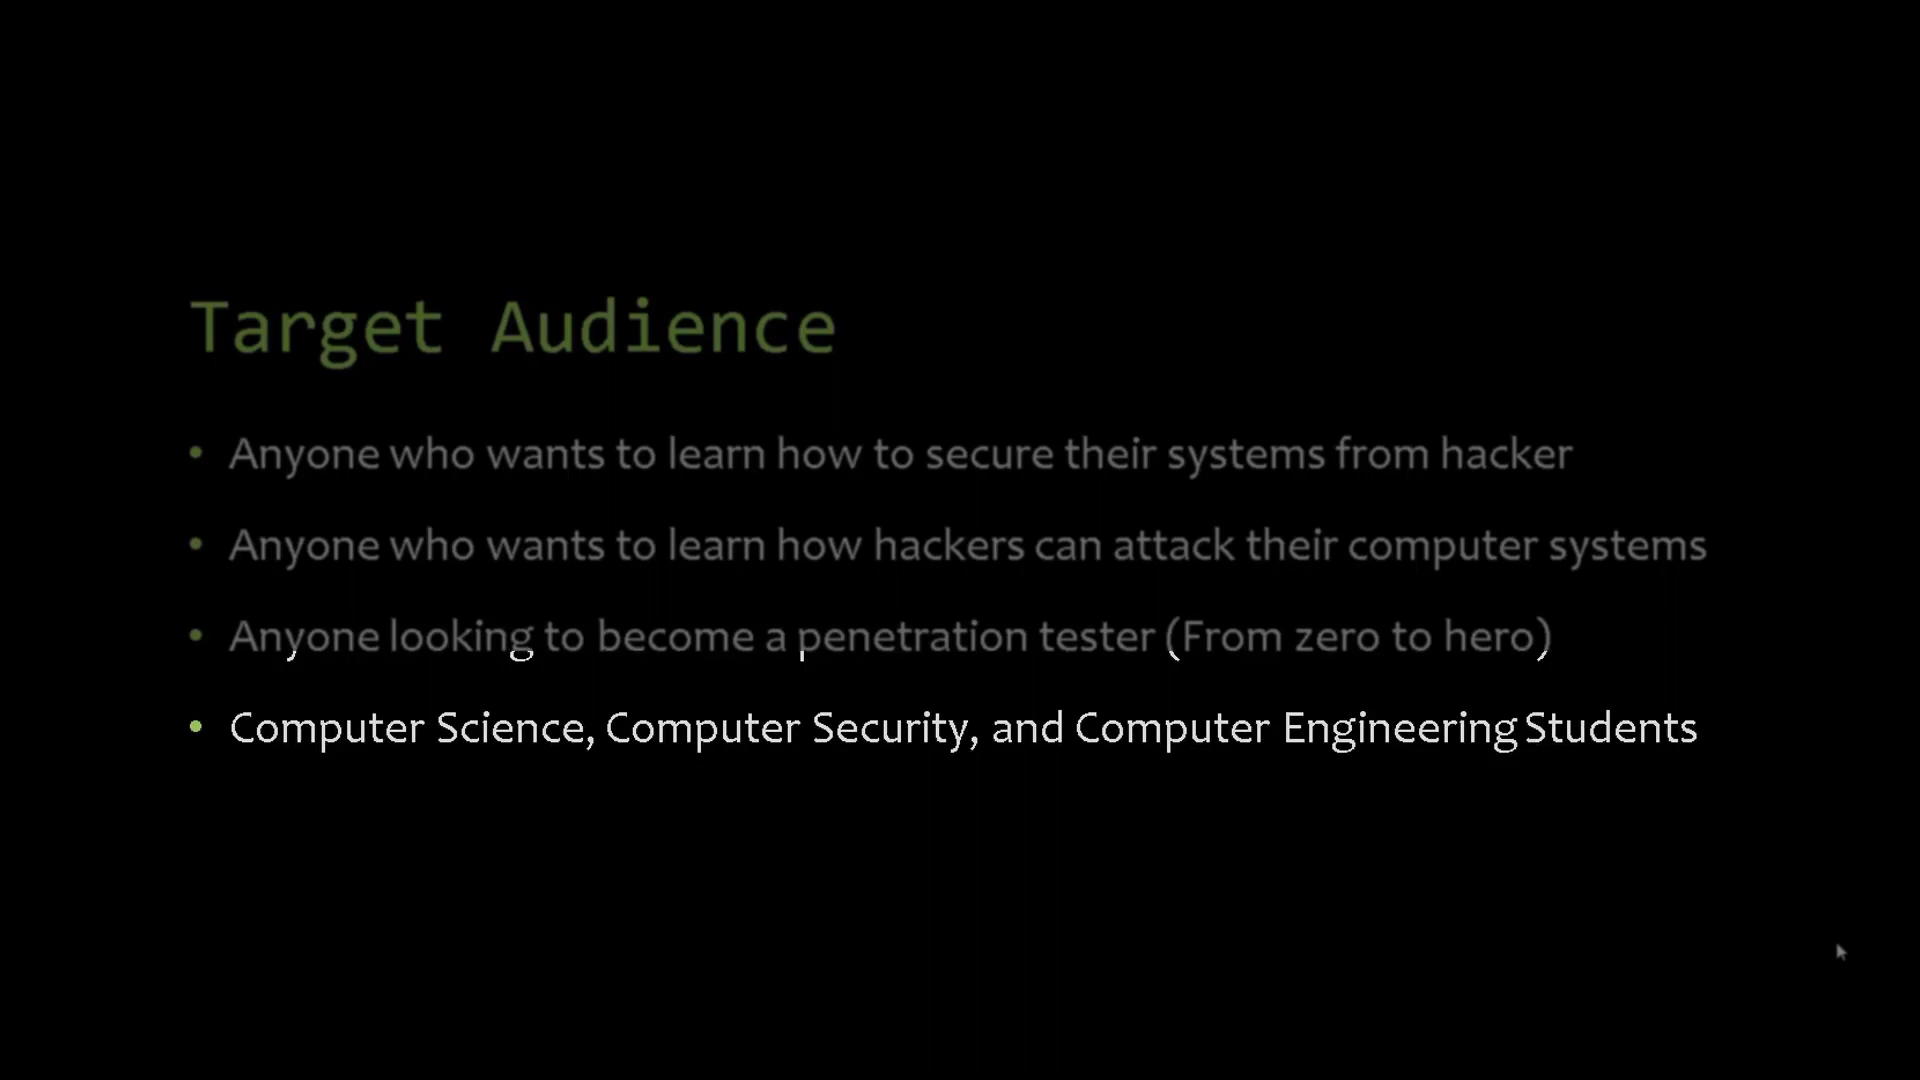 Target Audience
• Anyone who wants to learn how to secure their systems from hacker
• Anyone who wants to learn how hackers can attack their computer systems
• Anyone looking to become a penetration tester (From zero to hero)
• Computer Science, Computer Security, and Computer Engineering Students